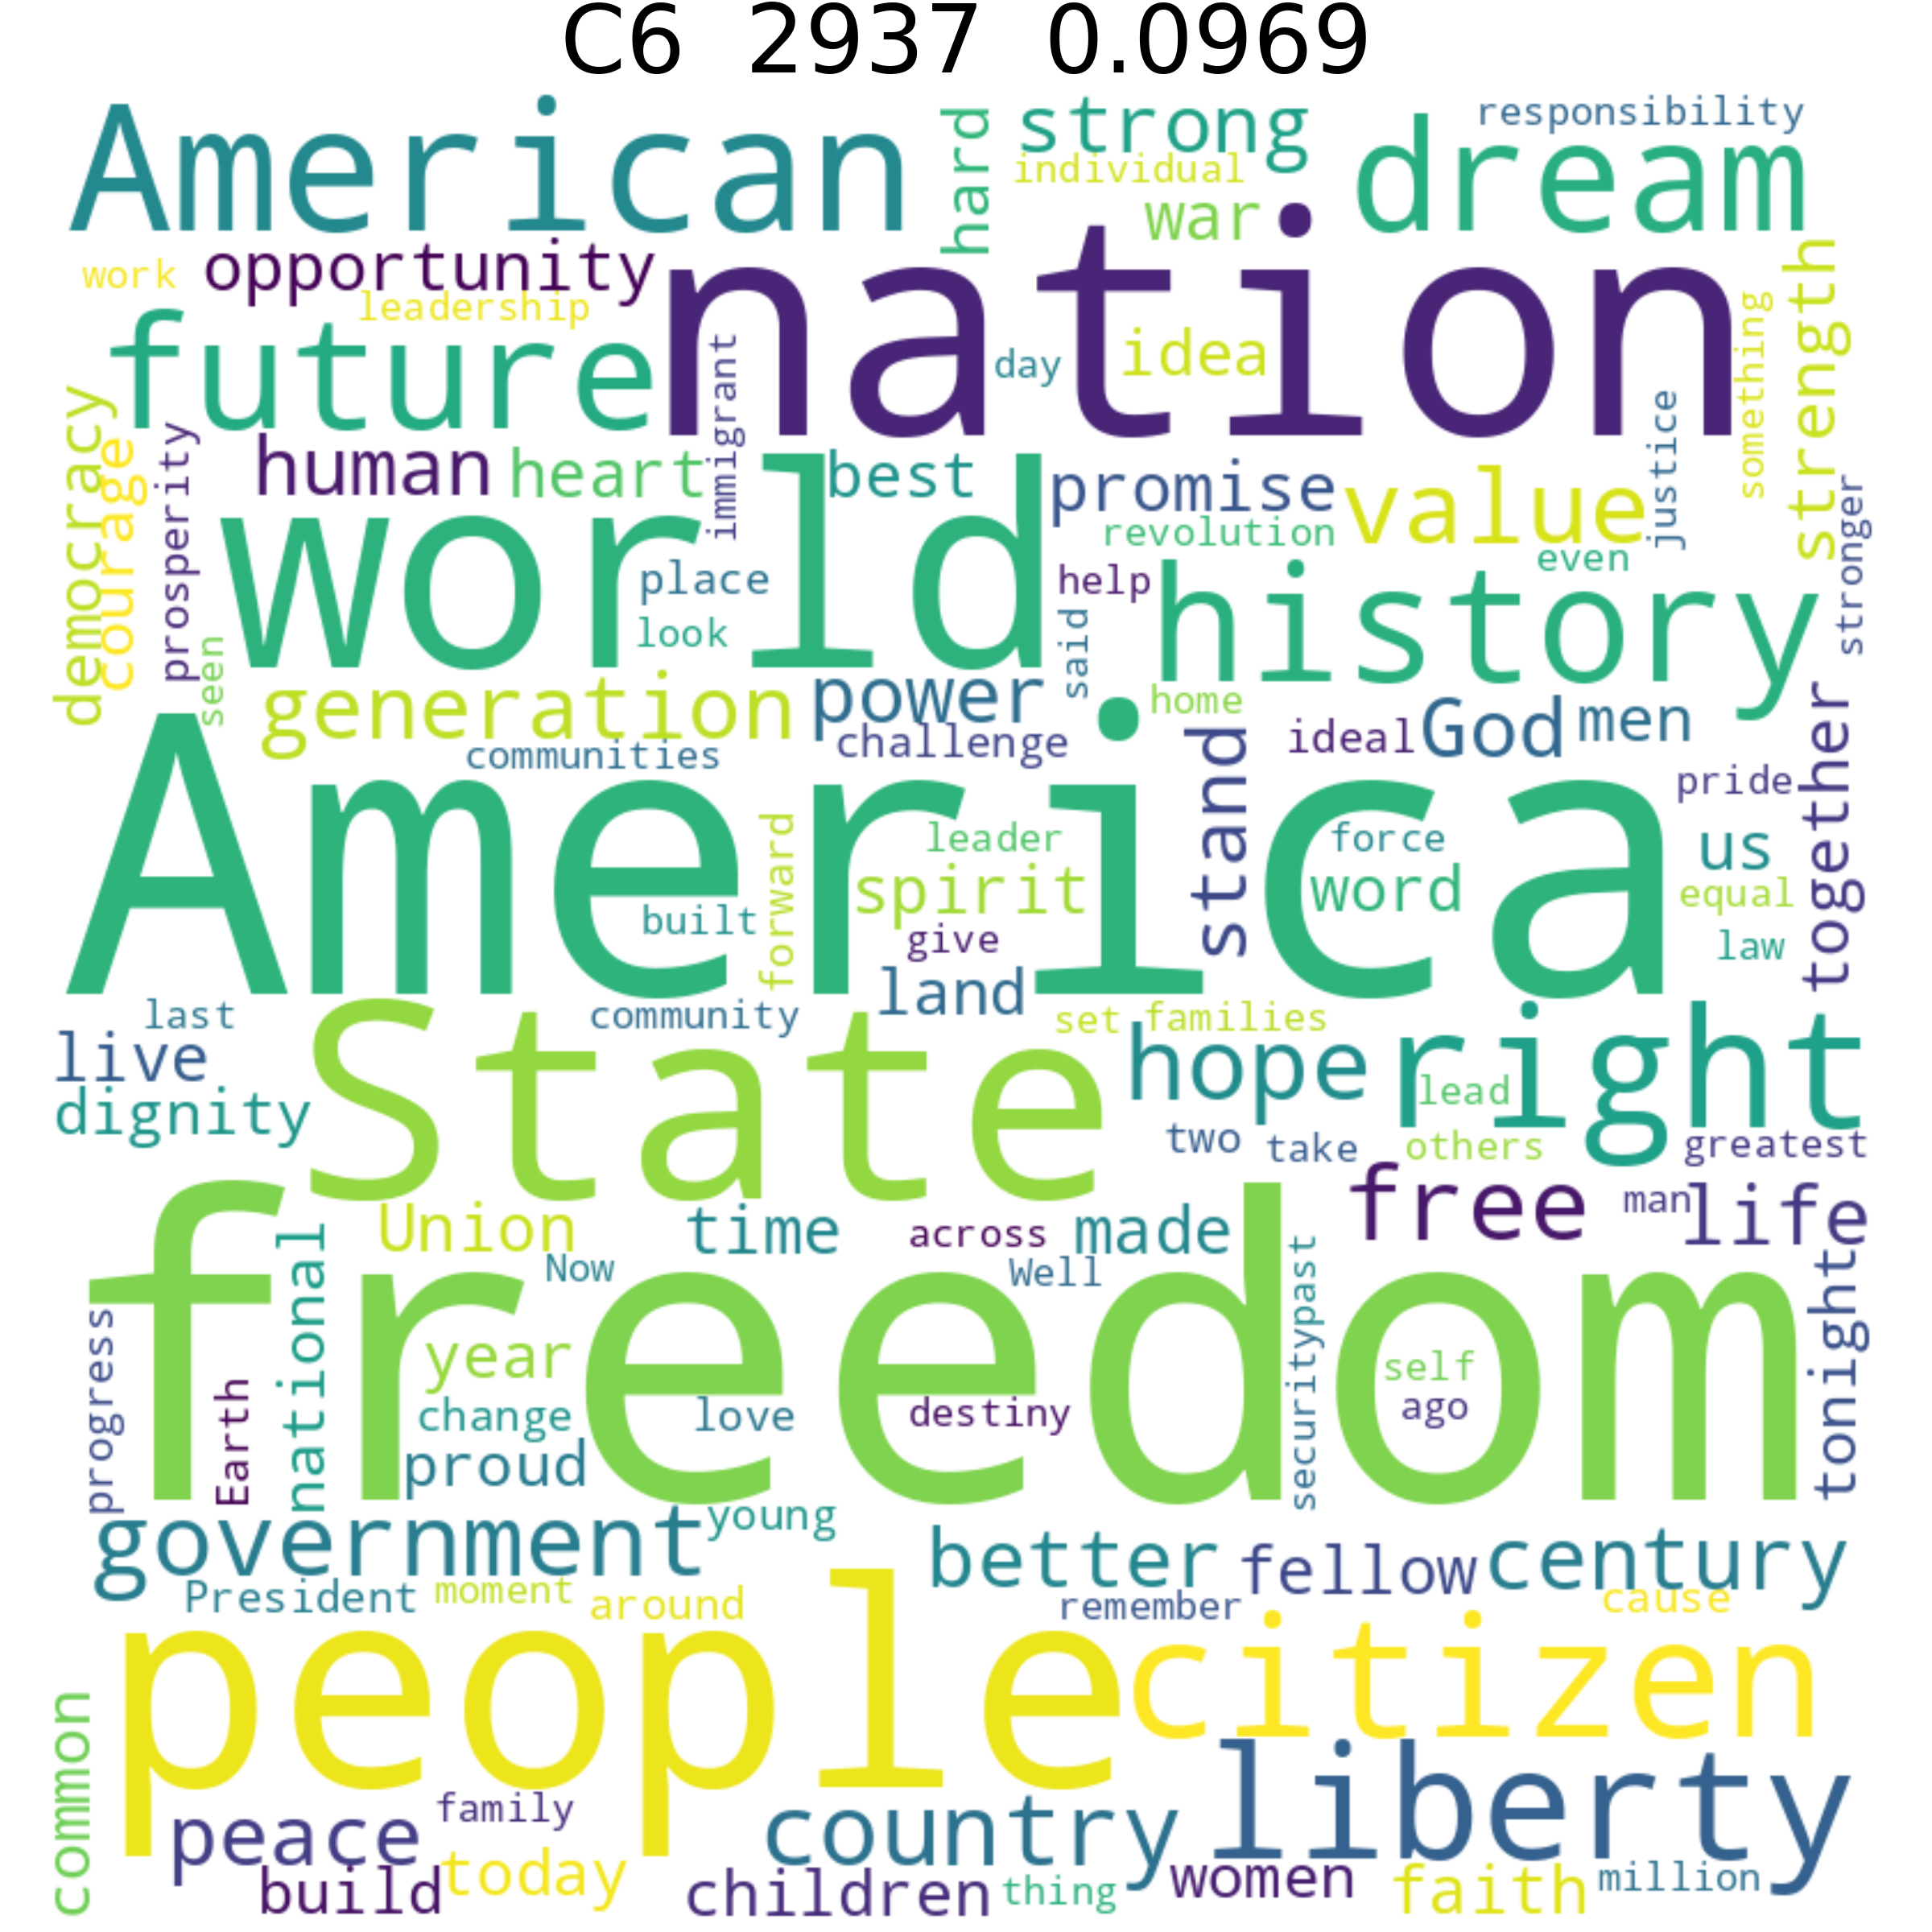 C6 2937 0.0969
American
hard
strong
individual
war
responsibility
dream
work
opportunity
leadership
future
nation
day
idea
something
strength
immigrant
democracy
courage
prosperity
human
heart
best
promise
value
justice
revolution
even
stronger
world
place
look
help
said
history
seen
generation
power
home
communities
challenge
stand
ideal
God
men
pride
together
America
leader
force
us
forward
spirit
word
equal
built
give
law
land
last
community
set
families
live
State
hope
right
lead
dignity
two
take
others
greatest
free
man
life
Union
time
across
made
Now
Well
national
securitypast
tonight
freedom
progress
Earth
year
self
ago
change
love
destiny
proud
government
young
better
fellow
century
President
moment
around
remember
cause
people
citizen
common
liberty
peace
family
country
build
today
children
thing
women
faith
million